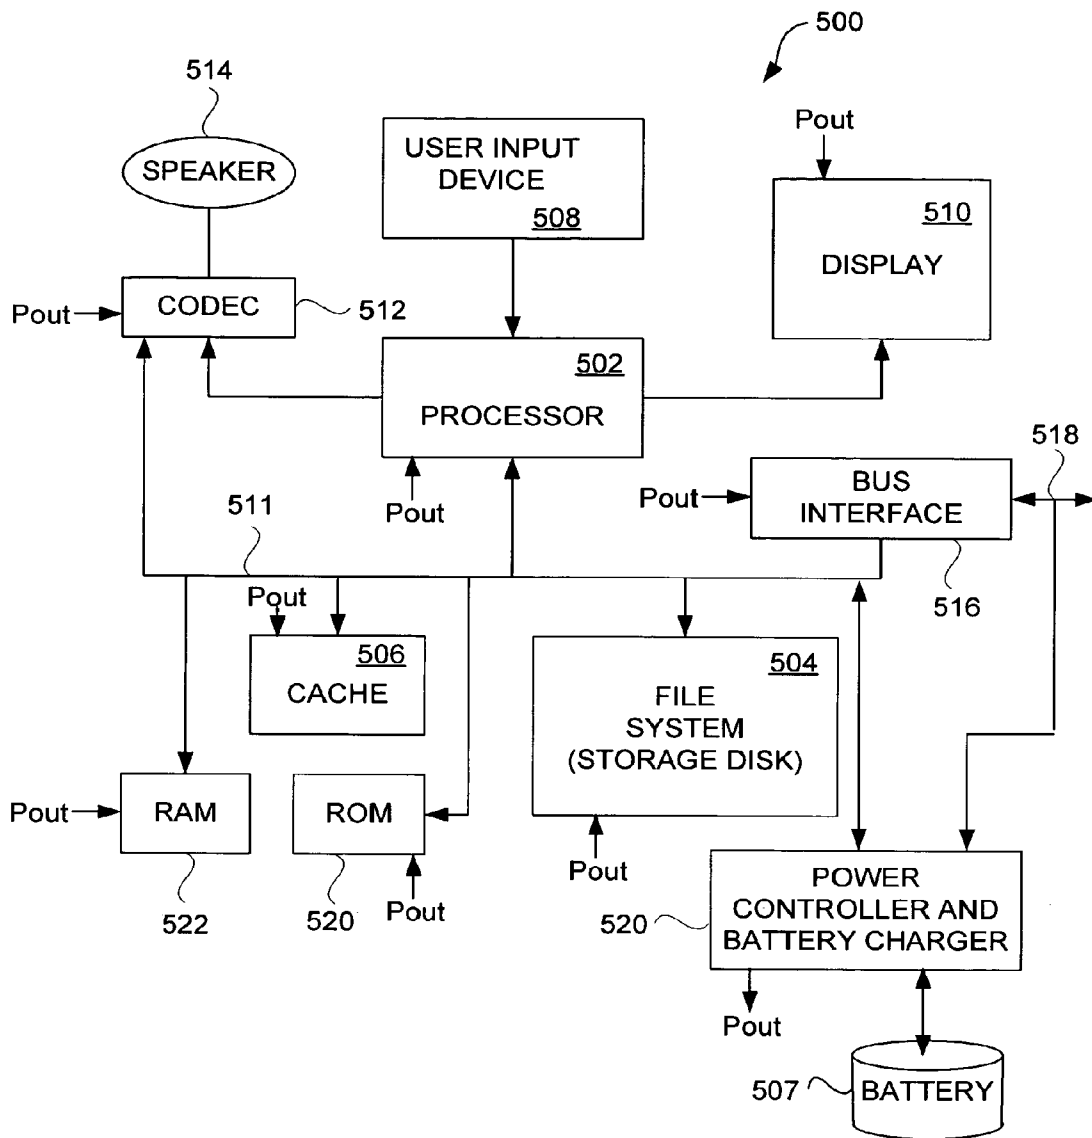 500
514
Pout
SPEAKER
USER INPUT
DEVICE
508
510
DISPLAY
Pout
CODEC
512
502
PROCESSOR
518
Pout
BUS
INTERFACE
Pout
511
516
Pout
506
CACHE
504
FILE
SYSTEM
(STORAGE DISK)
Pout
RAM
ROM
Pout
522
520
Pout
520
POWER
CONTROLLER AND
BATTERY CHARGER
Pout
507
BATTERY